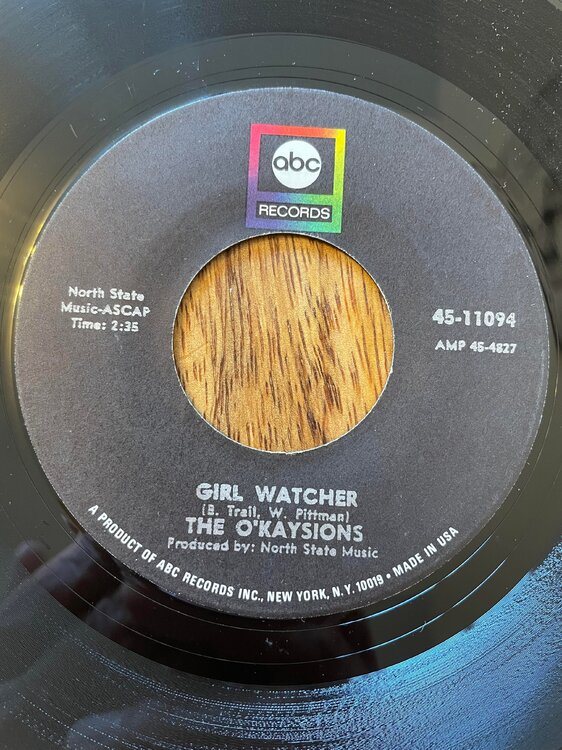 abc
RECORDS
North State
Music-ASCAP
Time: 2:35
45-11094
AMP 45-4827
GIRL WATCHER
(B. Trail, W. Pittman)
THE O'KAYSIONS
Produced by: North State Music
A PRODUCT OF ABC RECORDS INC., NEW YORK, N.Y. 10019 • MADE IN USA